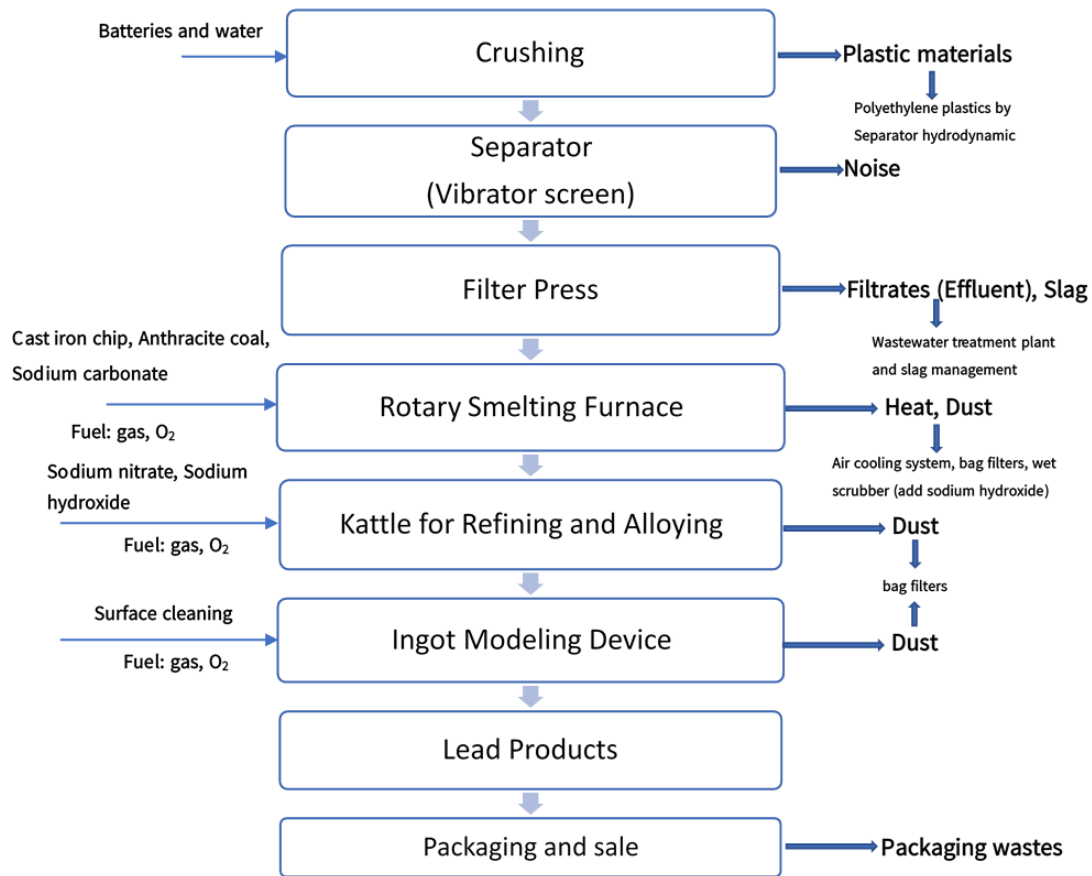 Batteries and water
Crushing
Plastic materials
Polyethylene plastics by
Separator hydrodynamic
Separator
(Vibrator screen)
Noise
Filter Press
Filtrates (Effluent), Slag
Wastewater treatment plant
and slag management
Cast iron chip, Anthracite coal,
Sodium carbonate
Fuel: gas, O₂
Rotary Smelting Furnace
Heat, Dust
Air cooling system, bag filters, wet
scrubber (add sodium hydroxide)
Sodium nitrate, Sodium
hydroxide
Fuel: gas, O₂
Kattle for Refining and Alloying
Dust
bag filters
Surface cleaning
Fuel: gas, O₂
Ingot Modeling Device
Dust
Lead Products
Packaging and sale
Packaging wastes